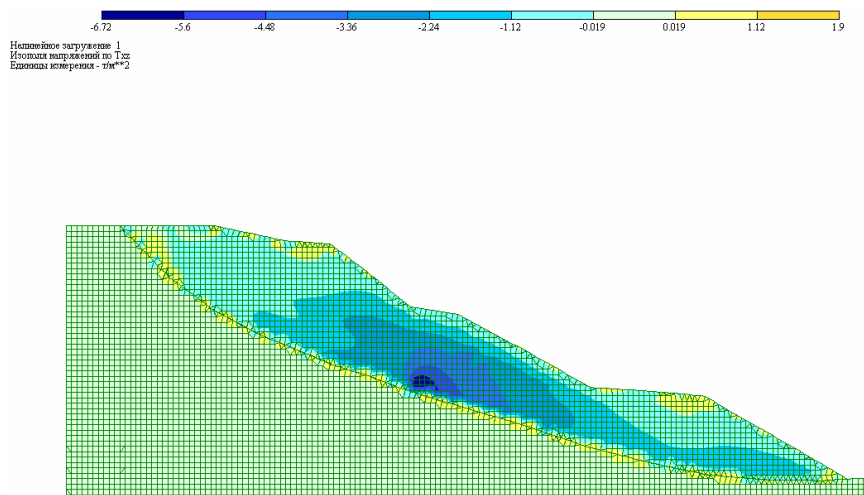 -6.72 -5.6 -4.48 -3.36 -2.24 -1.12 -0.019 0.019 1.12 1.9
Нелинейное загружение 1
Изополя напряжений по Txz
Единицы измерения - т/м**2